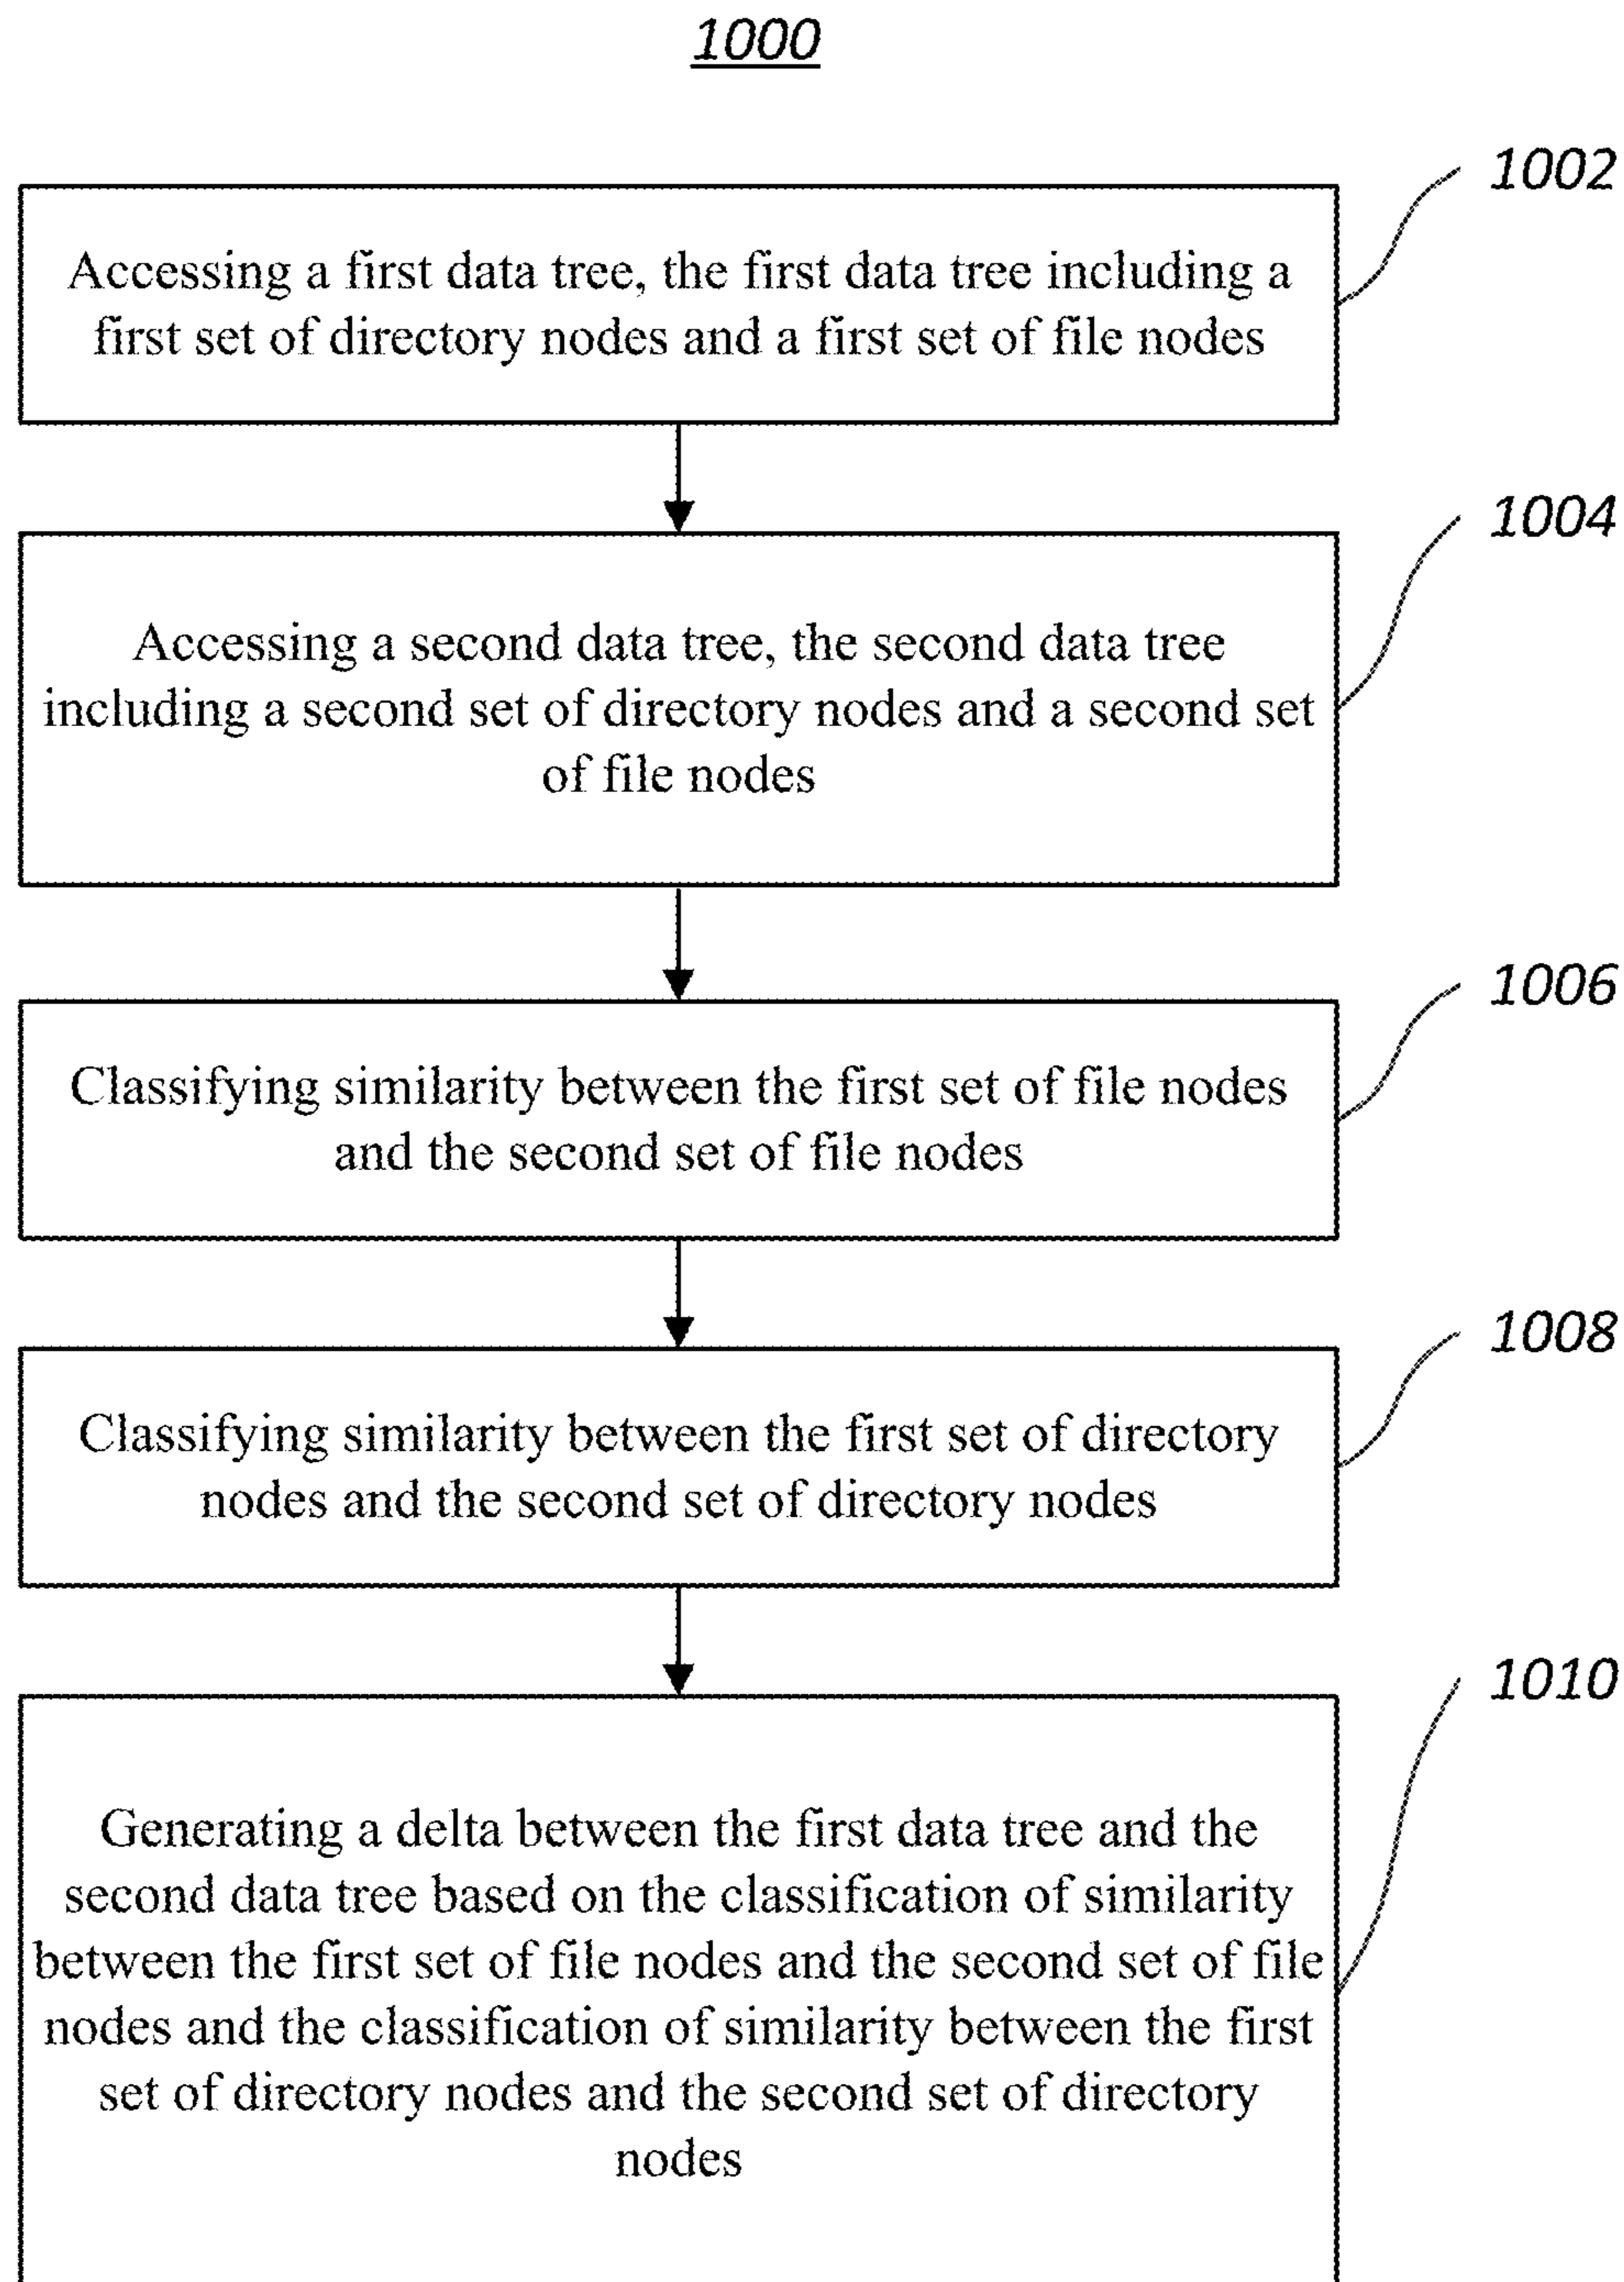 1000
1002
Accessing a first data tree, the first data tree including a
first set of directory nodes and a first set of file nodes
1004
Accessing a second data tree, the second data tree
including a second set of directory nodes and a second set
of file nodes
1006
Classifying similarity between the first set of file nodes
and the second set of file nodes
1008
Classifying similarity between the first set of directory
nodes and the second set of directory nodes
1010
Generating a delta between the first data tree and the
second data tree based on the classification of similarity
between the first set of file nodes and the second set of file
nodes and the classification of similarity between the first
set of directory nodes and the second set of directory
nodes